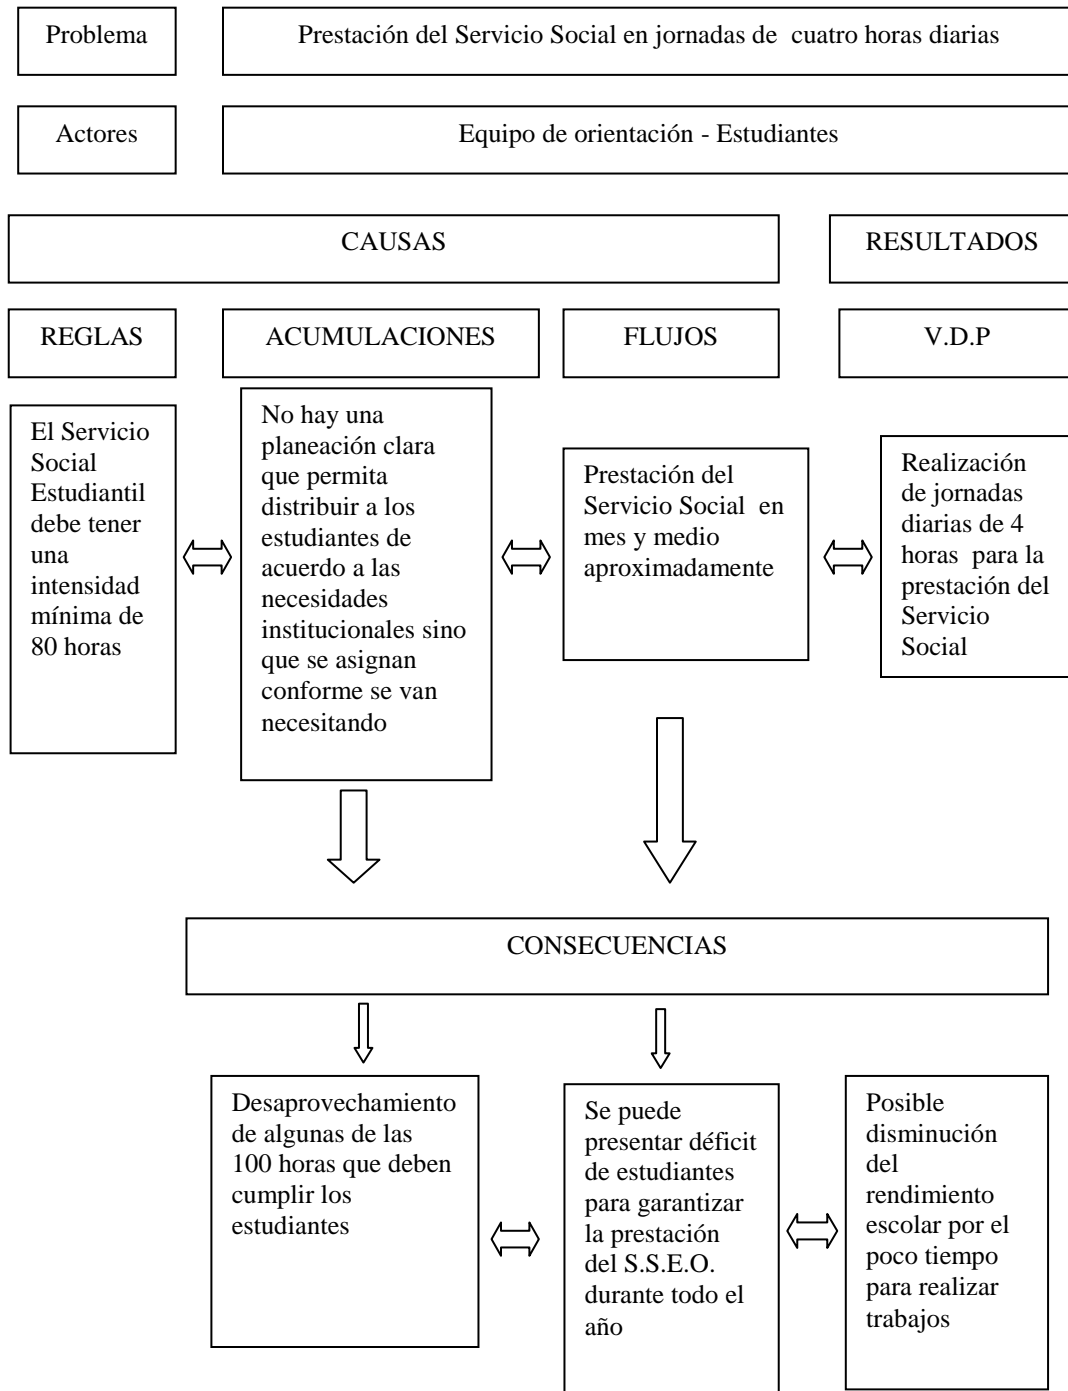 Problema
Prestación del Servicio Social en jornadas de cuatro horas diarias
Actores
Equipo de orientación - Estudiantes
CAUSAS
RESULTADOS
REGLAS
ACUMULACIONES
FLUJOS
V.D.P
El Servicio
Social
Estudiantil
debe tener
una
intensidad
mínima de
80 horas
No hay una
planeación clara
que permita
distribuir a los
estudiantes de
acuerdo a las
necesidades
institucionales sino
que se asignan
conforme se van
necesitando
Prestación del
Servicio Social en
mes y medio
aproximadamente
Realización
de jornadas
diarias de 4
horas para la
prestación del
Servicio
Social
CONSECUENCIAS
Desaprovechamiento
de algunas de las
100 horas que deben
cumplir los
estudiantes
Se puede
presentar déficit
de estudiantes
para garantizar
la prestación
del S.S.E.O.
durante todo el
año
Posible
disminución
del
rendimiento
escolar por el
poco tiempo
para realizar
trabajos